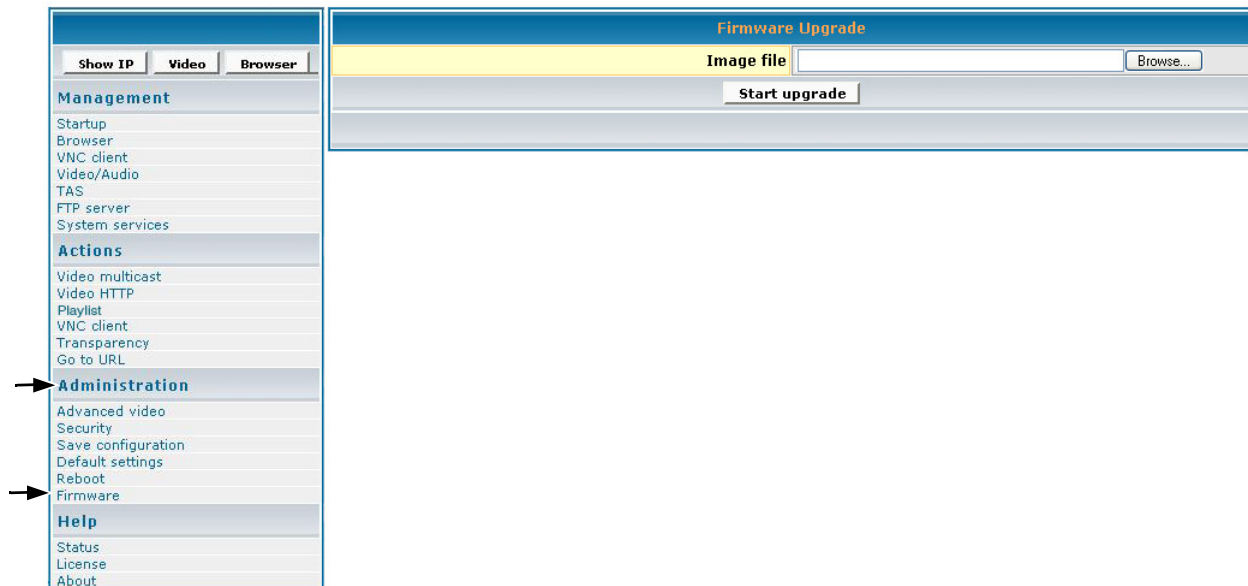 Show IP Video Browser
Management
Startup
Browser
VNC client
Video/Audio
TAS
FTP server
System services
Actions
Video multicast
Video HTTP
Playlist
VNC client
Transparency
Go to URL
Administration
Advanced video
Security
Save configuration
Default settings
Reboot
Firmware
Help
Status
License
About
Firmware Upgrade
Image file Browse...
Start upgrade